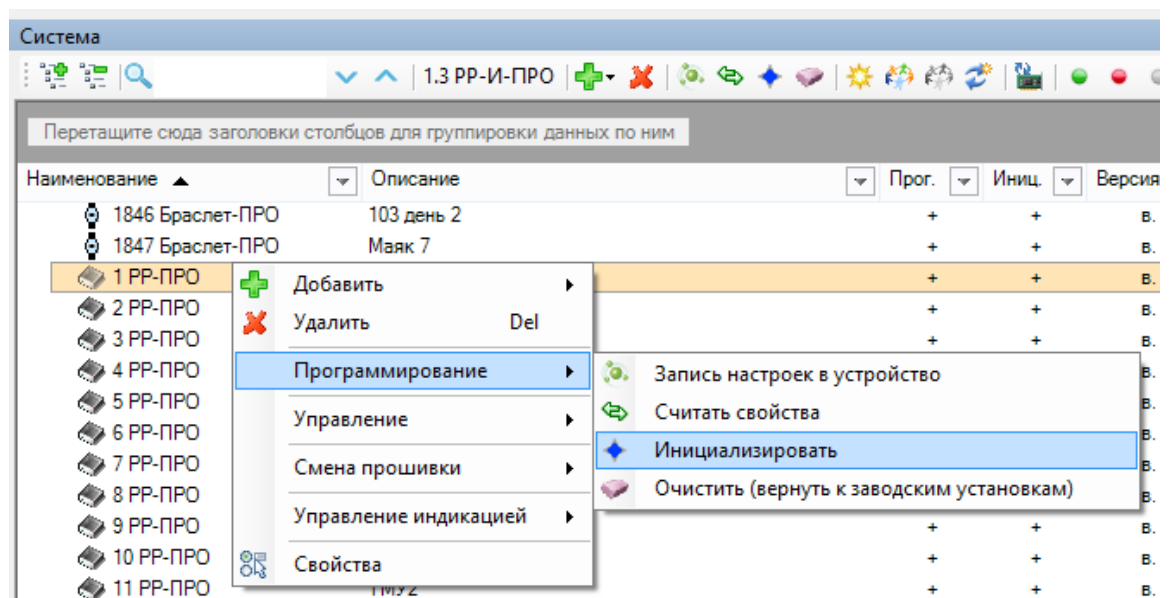 Система
1.3 РР-И-ПРО
Перетащите сюда заголовки столбцов для группировки данных по ним
Наименование Описание Прог. Иниц. Версия
1846 Браслет-ПРО 103 день 2 + + в.
1847 Браслет-ПРО Маяк 7 + + в.
1 РР-ПРО + + в.
2 РР-ПРО + + в.
3 РР-ПРО + + в.
4 РР-ПРО в.
5 РР-ПРО в.
6 РР-ПРО в.
7 РР-ПРО в.
8 РР-ПРО в.
9 РР-ПРО + + в.
10 РР-ПРО + + в.
11 РР-ПРО + + в.
Добавить
Удалить Del
Программирование
Управление
Смена прошивки
Управление индикацией
Свойства
Запись настроек в устройство
Считать свойства
Инициализировать
Очистить (вернуть к заводским установкам)